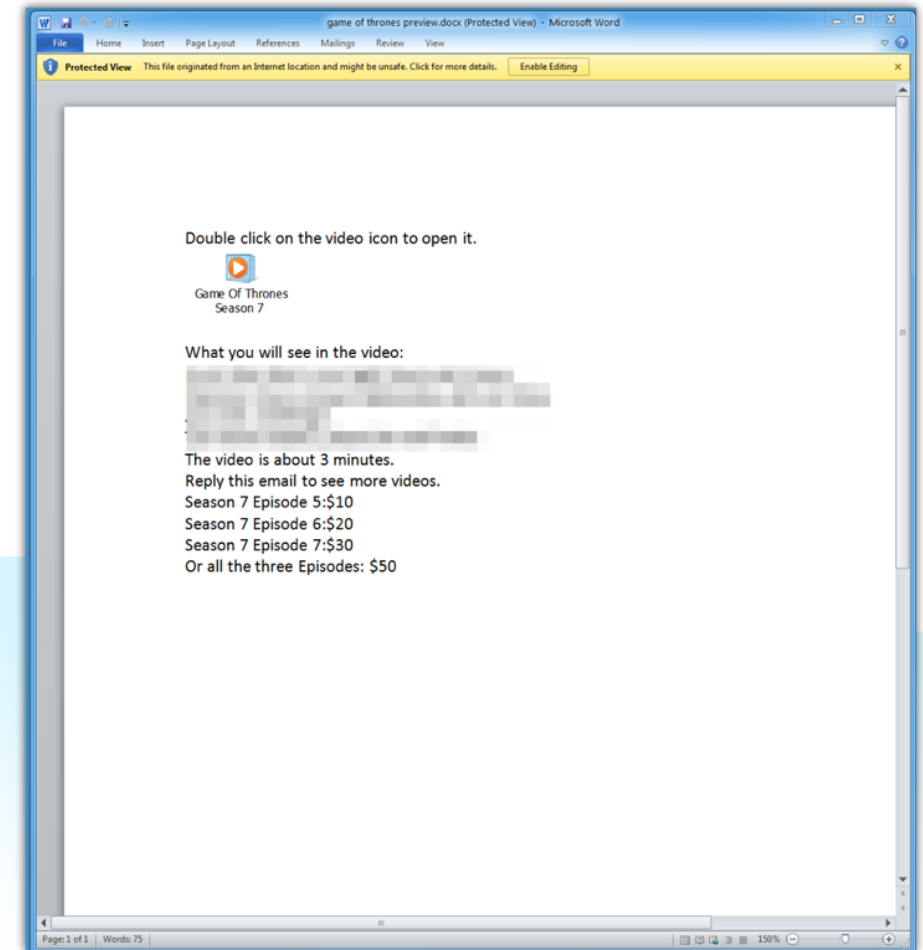 game of thrones preview.docx (Protected View) - Microsoft Word
File Home Insert Page Layout References Mailings Review View
Protected View This file originated from an Internet location and might be unsafe. Click for more details. Enable Editing
Double click on the video icon to open it.
Game Of Thrones
Season 7
What you will see in the video:
The video is about 3 minutes.
Reply this email to see more videos.
Season 7 Episode 5:$10
Season 7 Episode 6:$20
Season 7 Episode 7:$30
Or all the three Episodes: $50
Page: 1 of 1 Words: 75 150%